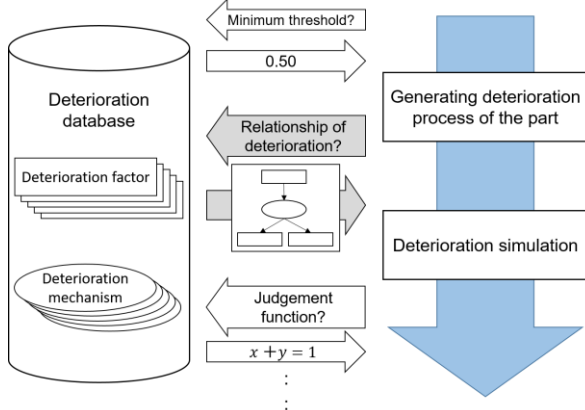 Minimum threshold?
0.50
Deterioration
database
Generating deterioration
process of the part
Relationship of
deterioration?
Deterioration factor
Deterioration simulation
Deterioration
mechanism
Judgement
function?
x + y = 1
:
: